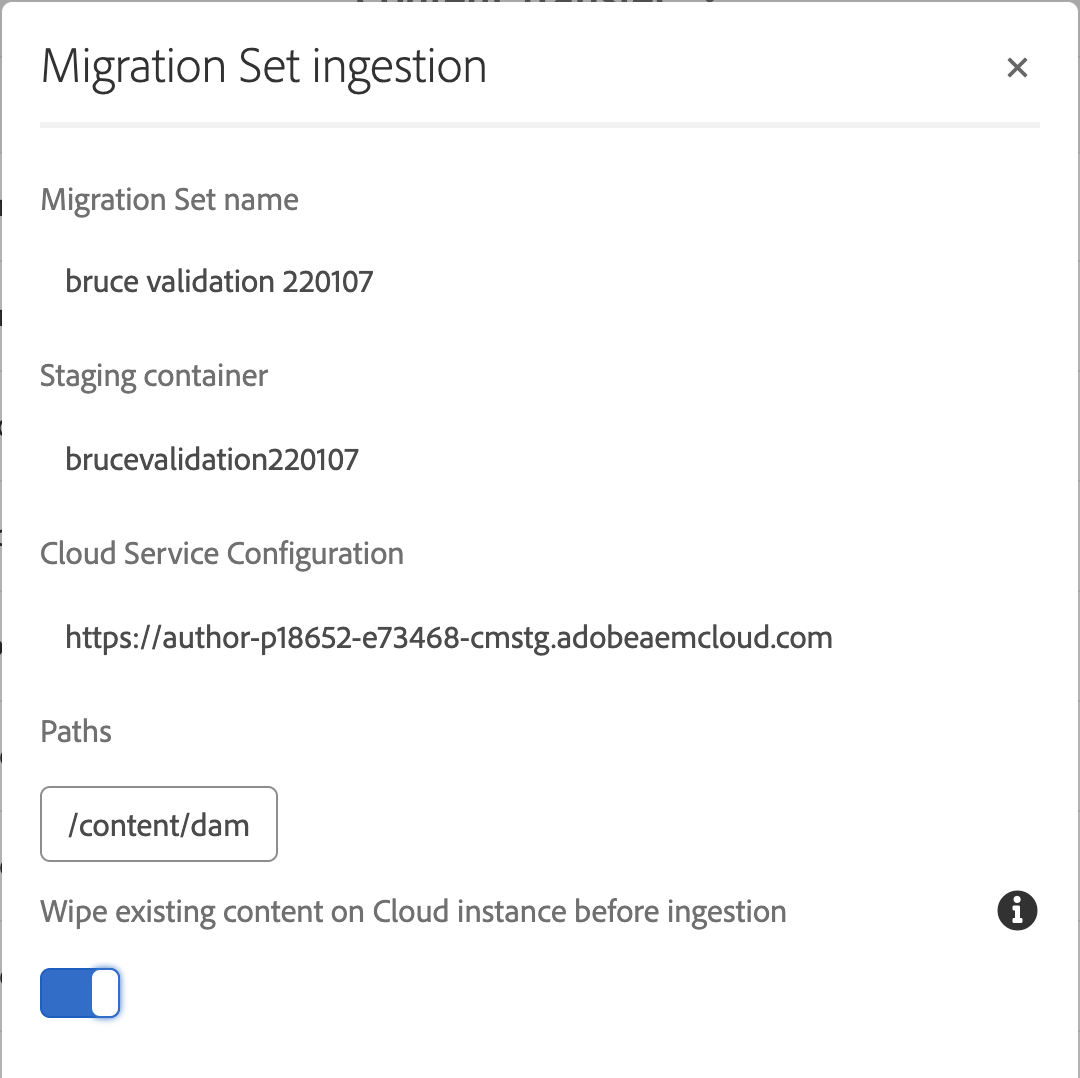 Migration Set ingestion
Migration Set name
bruce validation 220107
Staging container
brucevalidation220107
Cloud Service Configuration
https://author-p18652-e73468-cmstg.adobeaemcloud.com
Paths
/content/dam
Wipe existing content on Cloud instance before ingestion